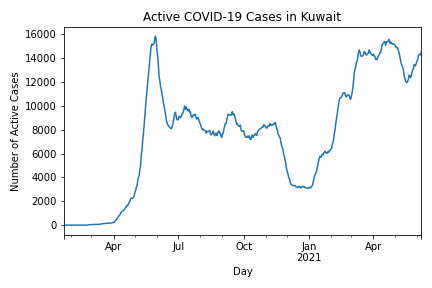 Active COVID-19 Cases in Kuwait
Number of Active Cases
16000
14000
12000
10000
8000
6000
4000
2000
0
Apr Jul Oct Jan Apr
2021
Day